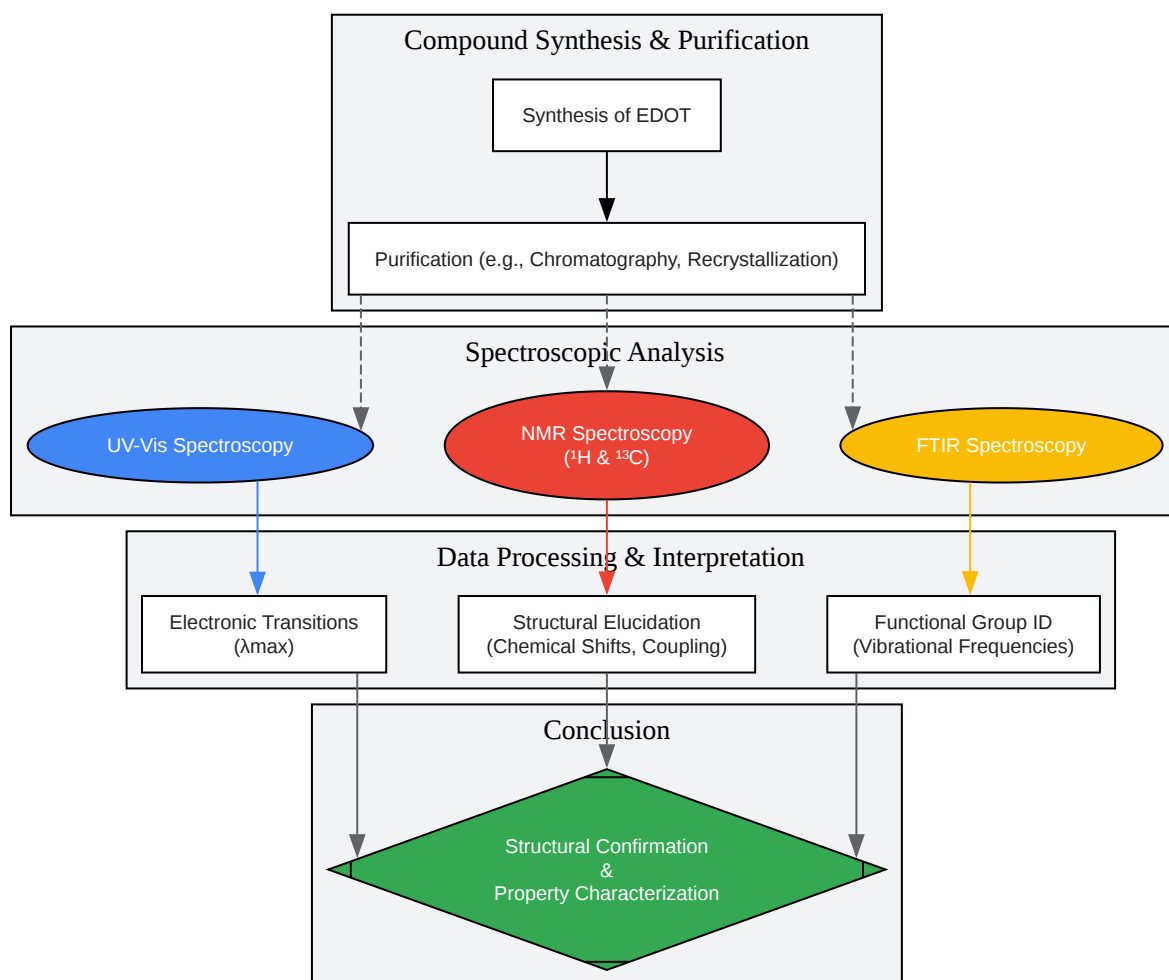 Compound Synthesis & Purification
Synthesis of EDOT
Purification (e.g., Chromatography, Recrystallization)
Spectroscopic Analysis
UV-Vis Spectroscopy
NMR Spectroscopy
(¹H & ¹³C)
FTIR Spectroscopy
Data Processing & Interpretation
Electronic Transitions
(λmax)
Structural Elucidation
(Chemical Shifts, Coupling)
Functional Group ID
(Vibrational Frequencies)
Conclusion
Structural Confirmation
&
Property Characterization